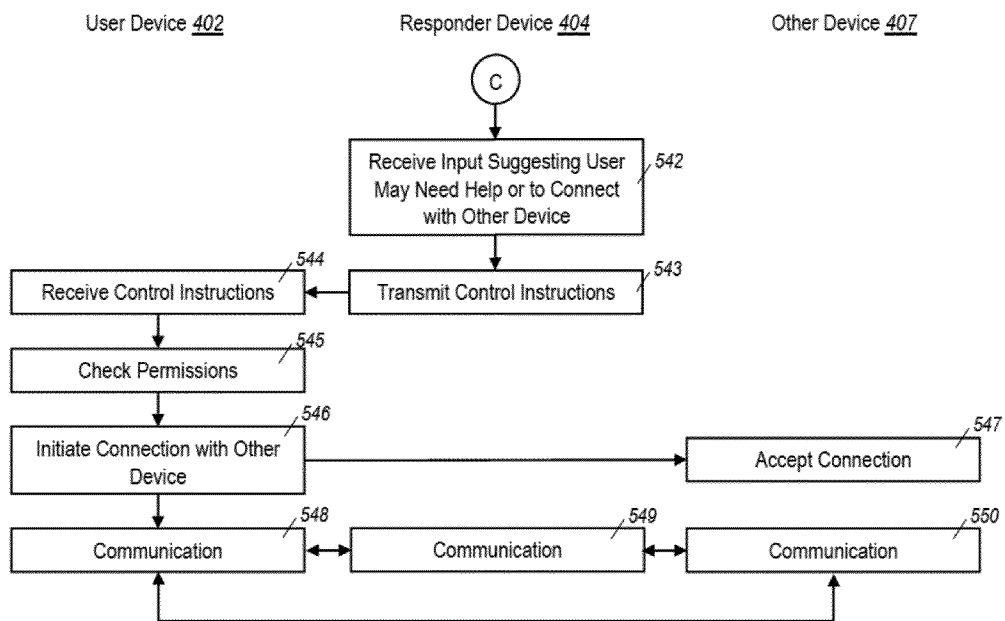 User Device 402
Responder Device 404
Other Device 407
C
Receive Input Suggesting User
May Need Help or to Connect
with Other Device
542
544
Receive Control Instructions
543
Transmit Control Instructions
545
Check Permissions
546
Initiate Connection with Other
Device
547
Accept Connection
548
Communication
549
Communication
550
Communication